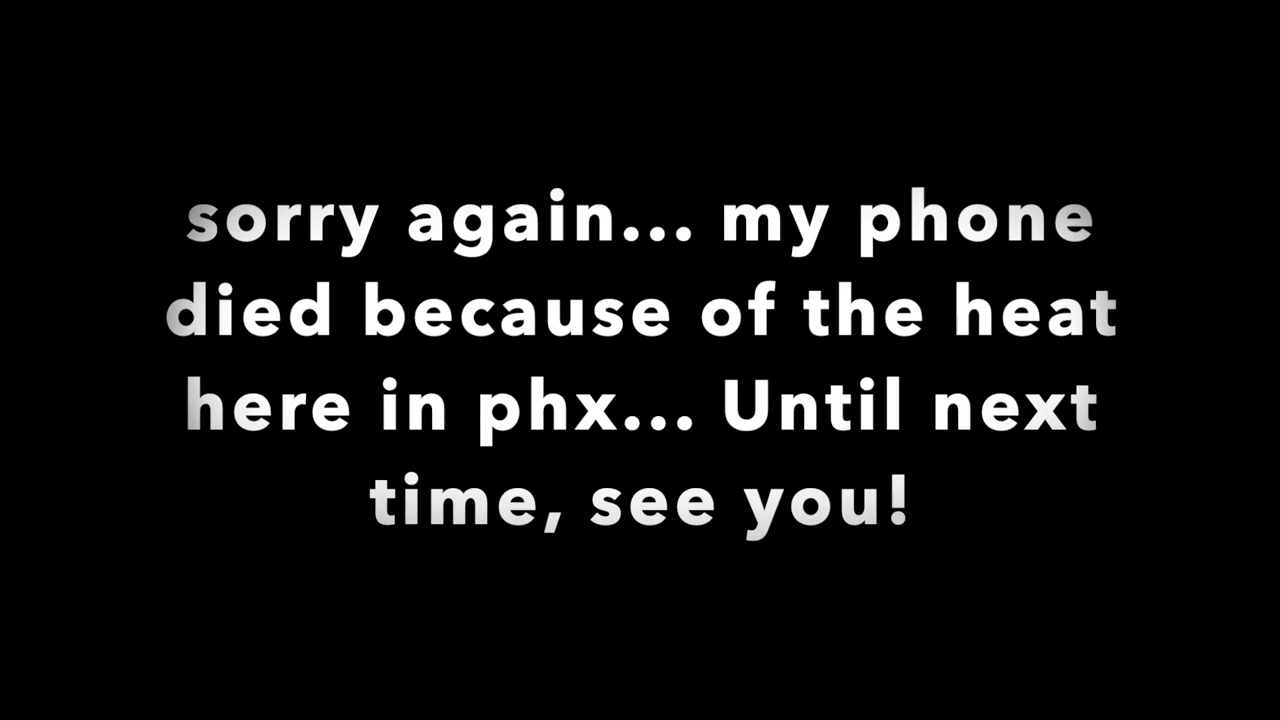 sorry again... my phone
died because of the heat
here in phx... Until next
time, see you!